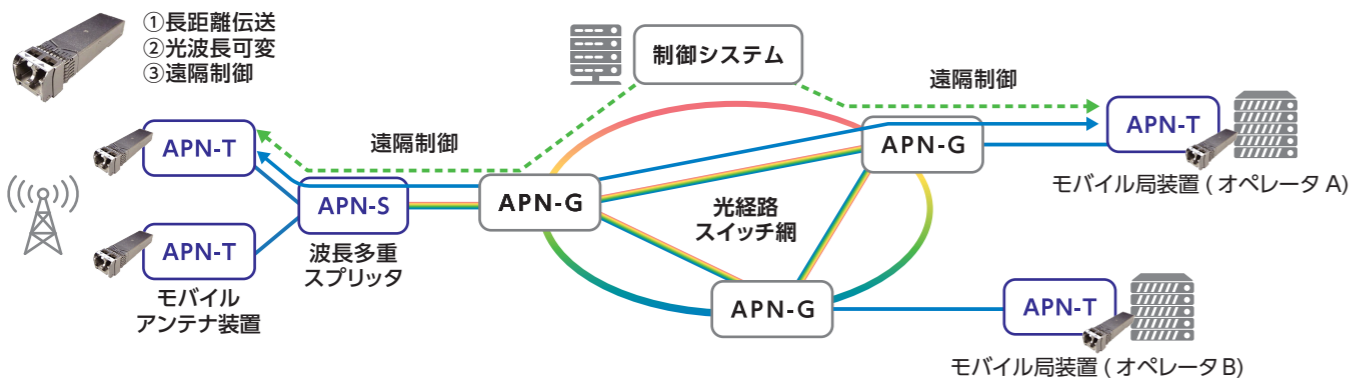 ①長距離伝送
②光波長可変
③遠隔制御
制御システム
遠隔制御
遠隔制御
APN-T
APN-T
モバイル
アンテナ装置
APN-S
波長多重
スプリッタ
APN-G
APN-G
光経路
スイッチ網
APN-G
APN-T
モバイル局装置 ( オペレータ A)
APN-T
モバイル局装置 ( オペレータ B)